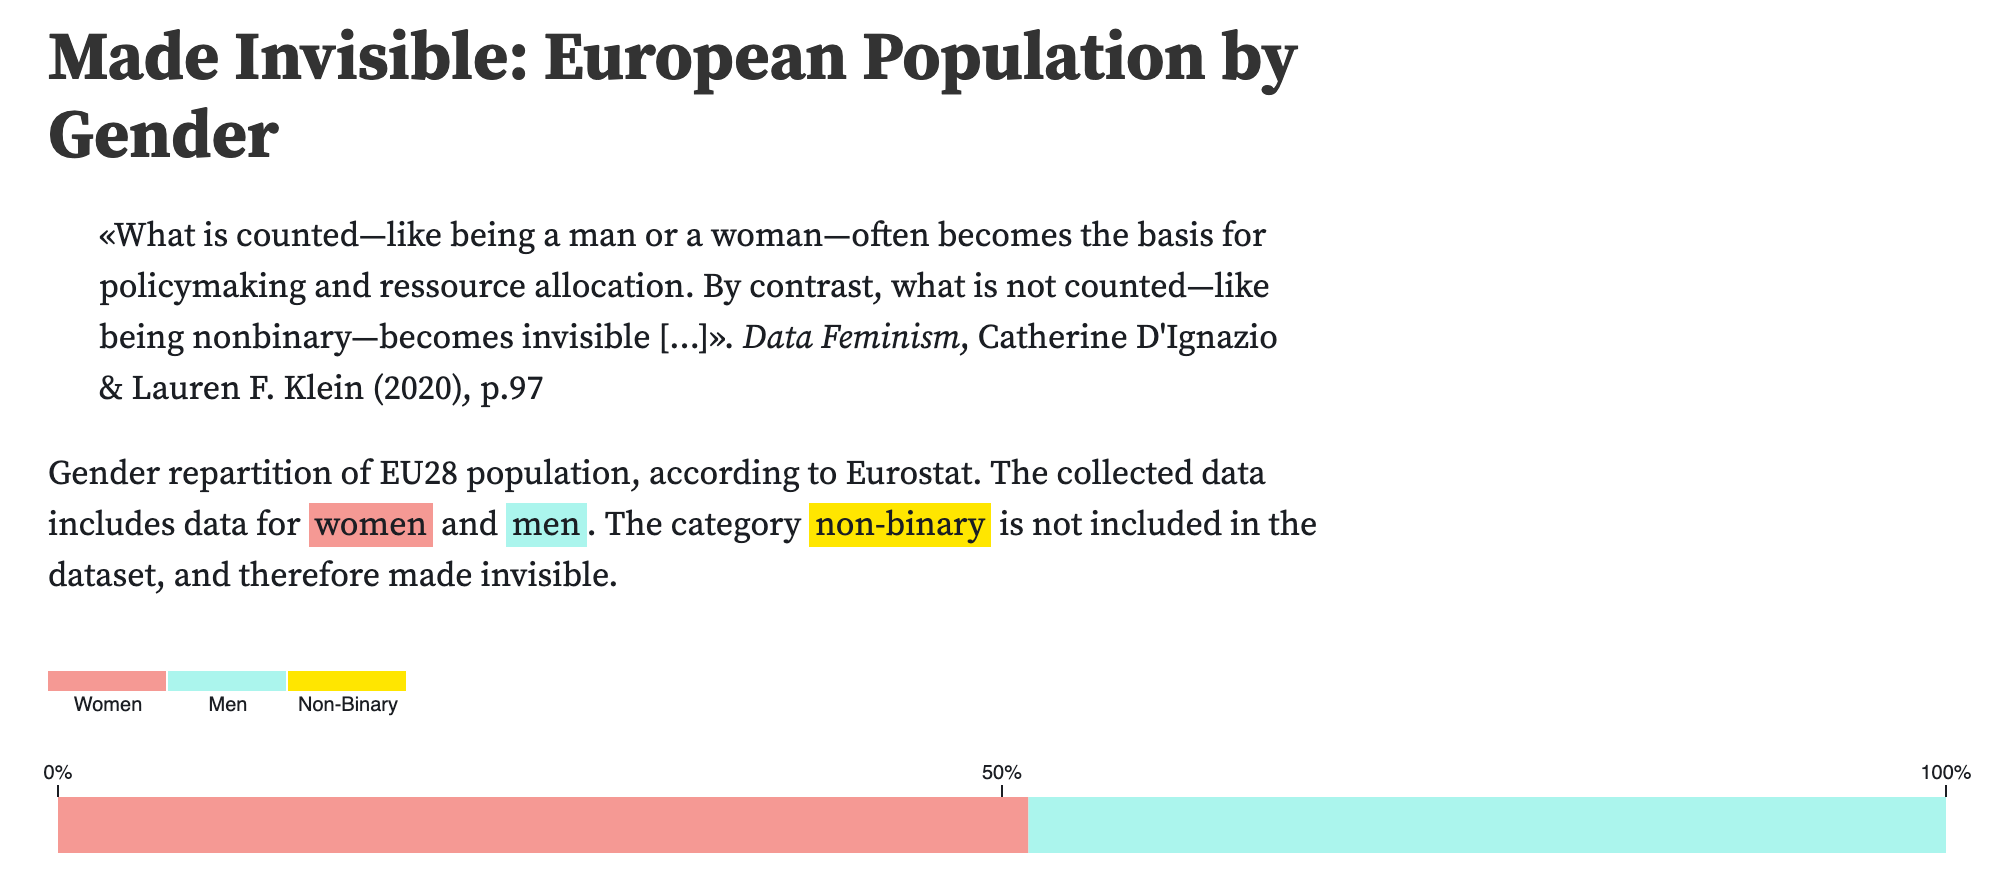 Made Invisible: European Population by
Gender
«What is counted—like being a man or a woman—often becomes the basis for
policymaking and ressource allocation. By contrast, what is not counted—like
being nonbinary—becomes invisible [...]». Data Feminism, Catherine D'Ignazio
& Lauren F. Klein (2020), p.97
Gender repartition of EU28 population, according to Eurostat. The collected data
includes data for women and men. The category non-binary is not included in the
dataset, and therefore made invisible.
Women Men Non-Binary
0% 50% 100%